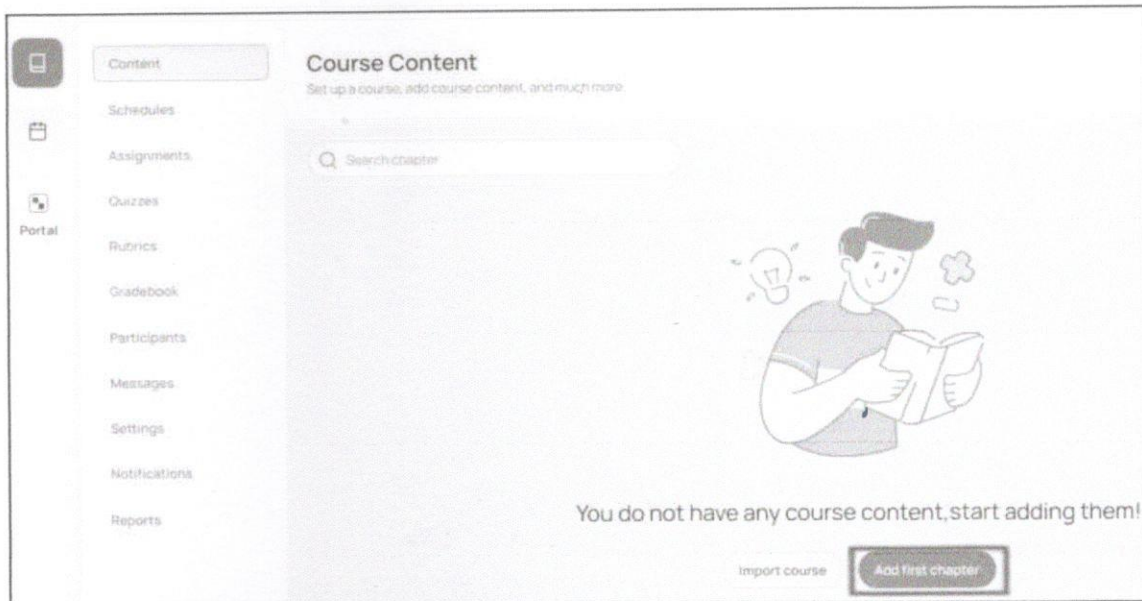 Portal
Content
Schedules
Assignments
Quizzes
Rubrics
Gradebook
Participants
Messages
Settings
Notifications
Reports
Course Content
Set up a course, add course content, and much more.
Search chapter
You do not have any course content,start adding them!
Import course
Add first chapter